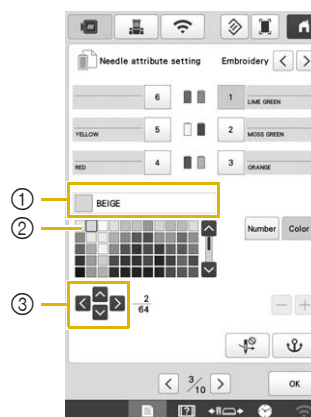 Needle attribute setting Embroidery
6 1 LIME GREEN
YELLOW 5 2 MOSS GREEN
RED 4 3 ORANGE
① BEIGE
②
Number Color
③ 2
64
3/10 OK